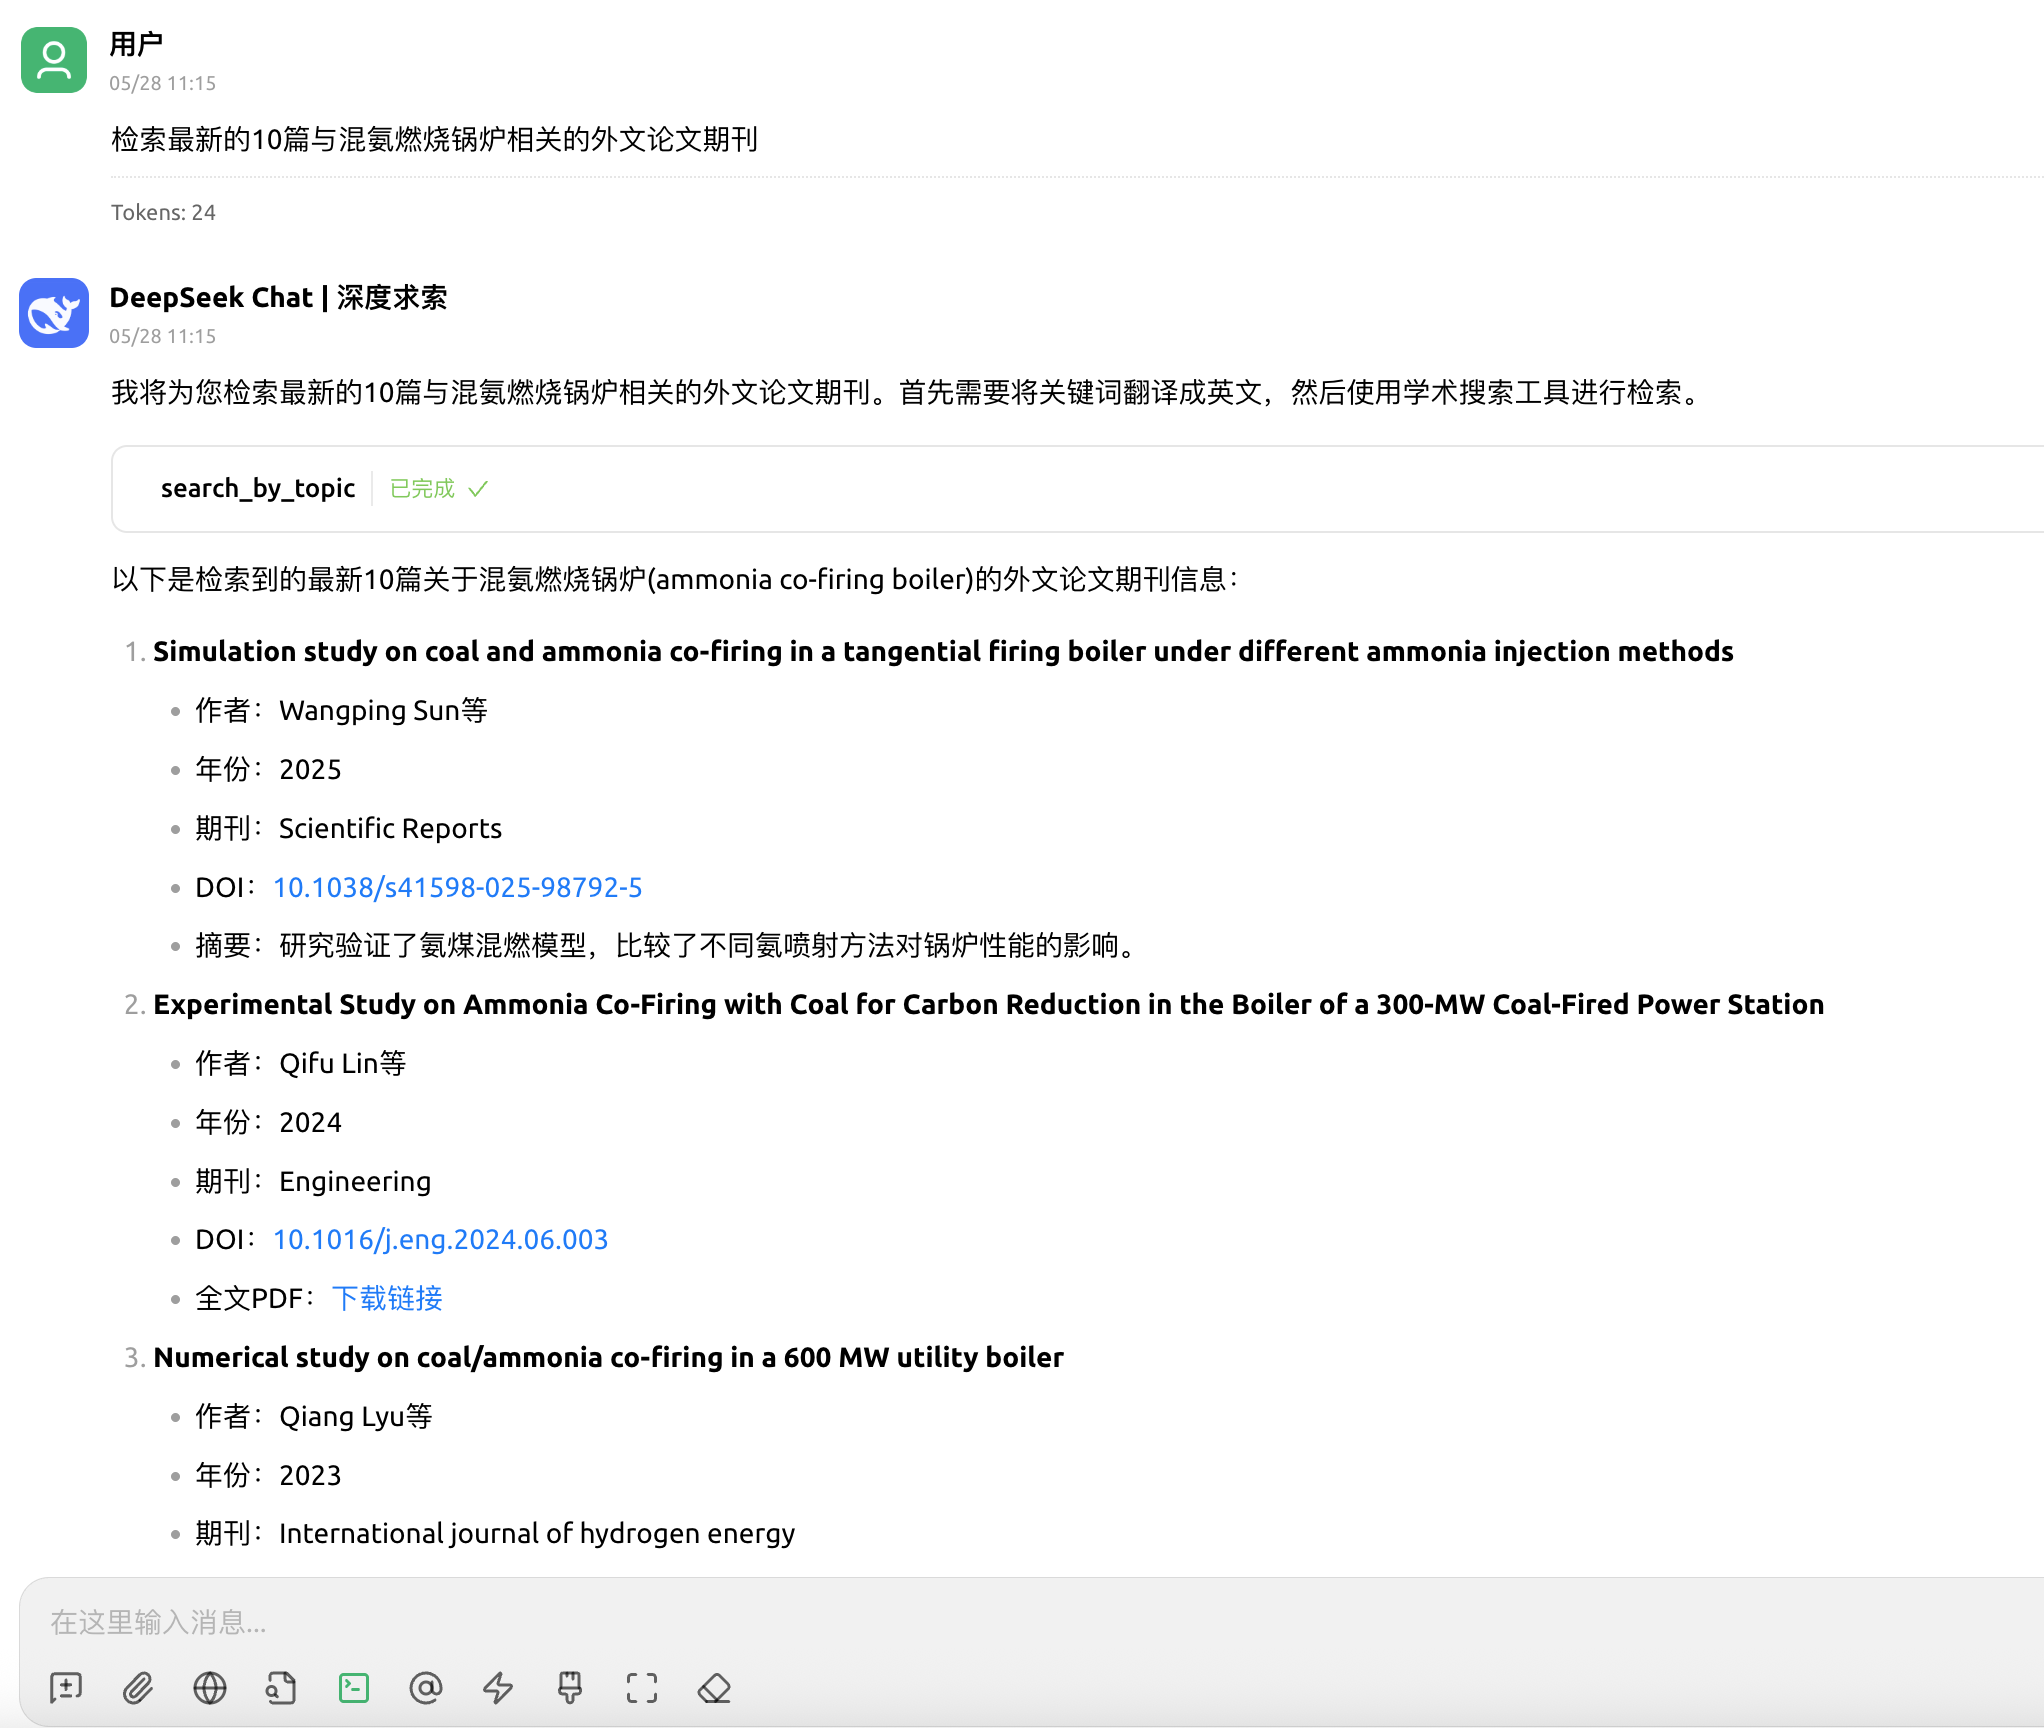 用户
05/28 11:15
检索最新的10篇与混氨燃烧锅炉相关的外文论文期刊
Tokens: 24
DeepSeek Chat | 深度求索
05/28 11:15
我将为您检索最新的10篇与混氨燃烧锅炉相关的外文论文期刊。首先需要将关键词翻译成英文，然后使用学术搜索工具进行检索。
search_by_topic 已完成
以下是检索到的最新10篇关于混氨燃烧锅炉(ammonia co-firing boiler)的外文论文期刊信息：
1. Simulation study on coal and ammonia co-firing in a tangential firing boiler under different ammonia injection methods
作者：Wangping Sun等
年份：2025
期刊：Scientific Reports
DOI：10.1038/s41598-025-98792-5
摘要：研究验证了氨煤混燃模型，比较了不同氨喷射方法对锅炉性能的影响。
2. Experimental Study on Ammonia Co-Firing with Coal for Carbon Reduction in the Boiler of a 300-MW Coal-Fired Power Station
作者：Qifu Lin等
年份：2024
期刊：Engineering
DOI：10.1016/j.eng.2024.06.003
全文PDF：下载链接
3. Numerical study on coal/ammonia co-firing in a 600 MW utility boiler
作者：Qiang Lyu等
年份：2023
期刊：International journal of hydrogen energy
在这里输入消息...